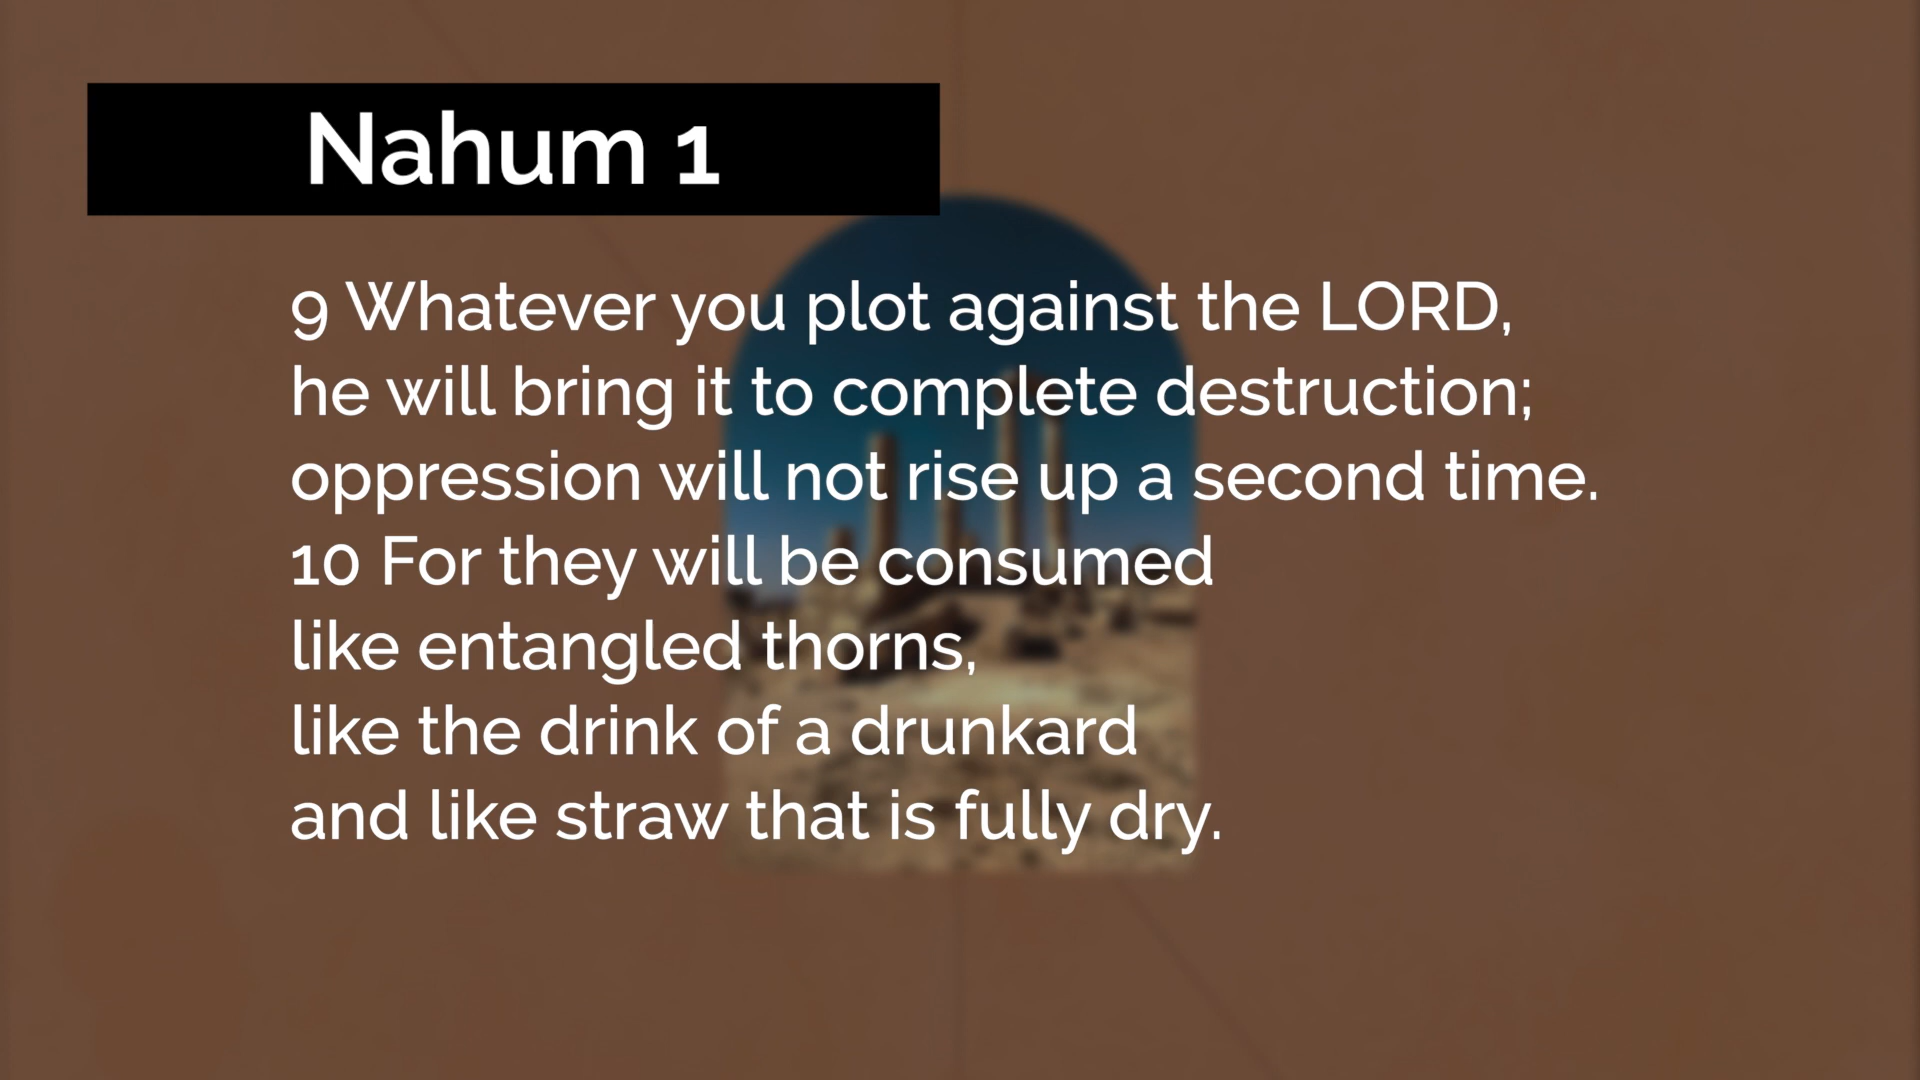 Nahum 1
9 Whatever you plot against the LORD,
he will bring it to complete destruction;
oppression will not rise up a second time.
10 For they will be consumed
like entangled thorns,
like the drink of a drunkard
and like straw that is fully dry.